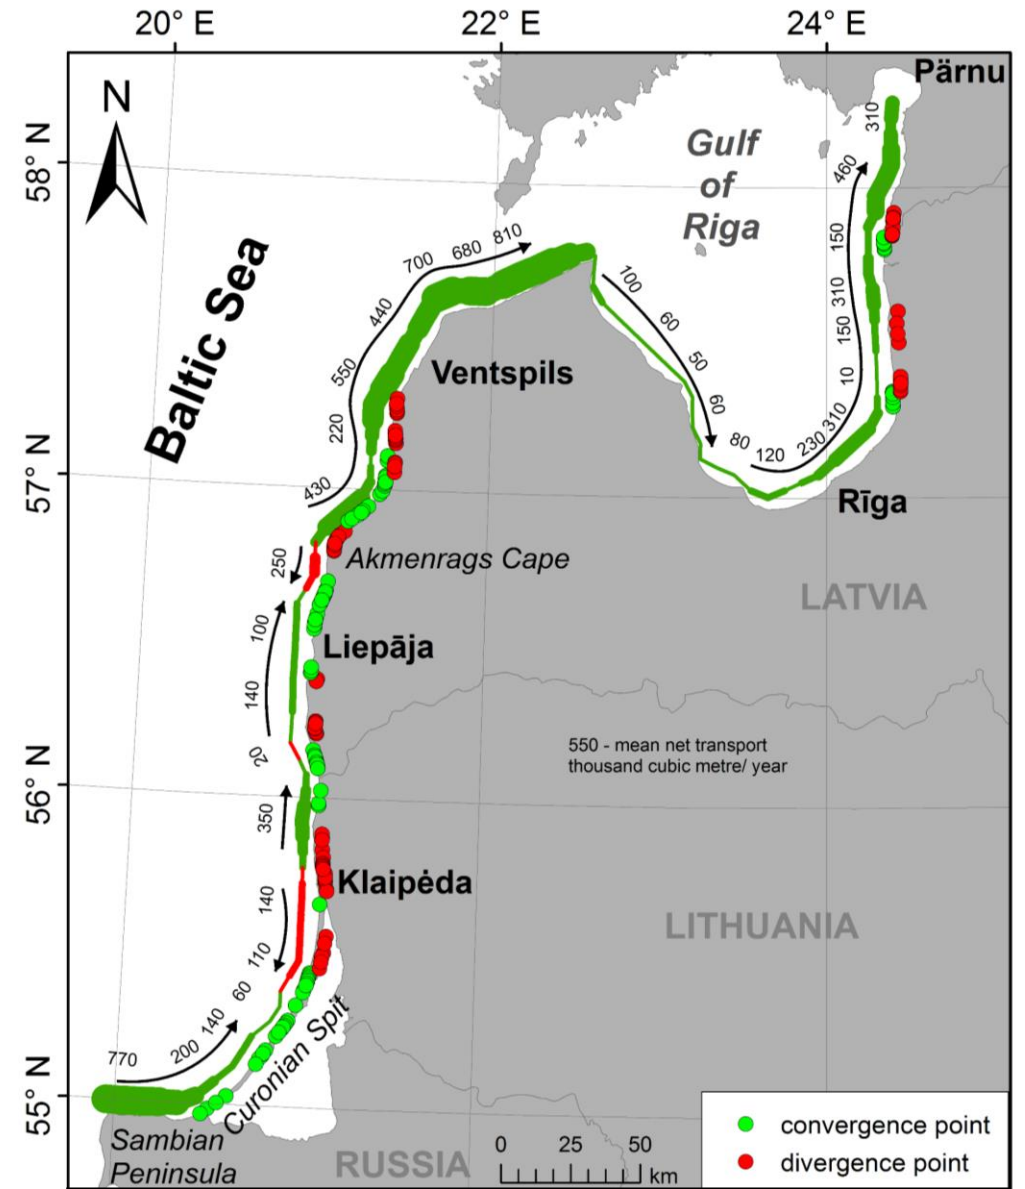 20° E
22° E
24° E
58° N
57° N
56° N
55° N
N
Pärnu
Gulf
of
Riga
Baltic Sea
310
460
150
310
150
10
310
230
120
80
60
50
60
100
810
680
700
440
550
220
430
250
100
140
20
350
140
110
60
140
200
770
Ventspils
Rīga
Akmenrags Cape
LATVIA
Liepāja
550 - mean net transport
thousand cubic metre/ year
Klaipėda
LITHUANIA
Curonian Spit
Sambian
Peninsula
RUSSIA
0 25 50
km
convergence point
divergence point